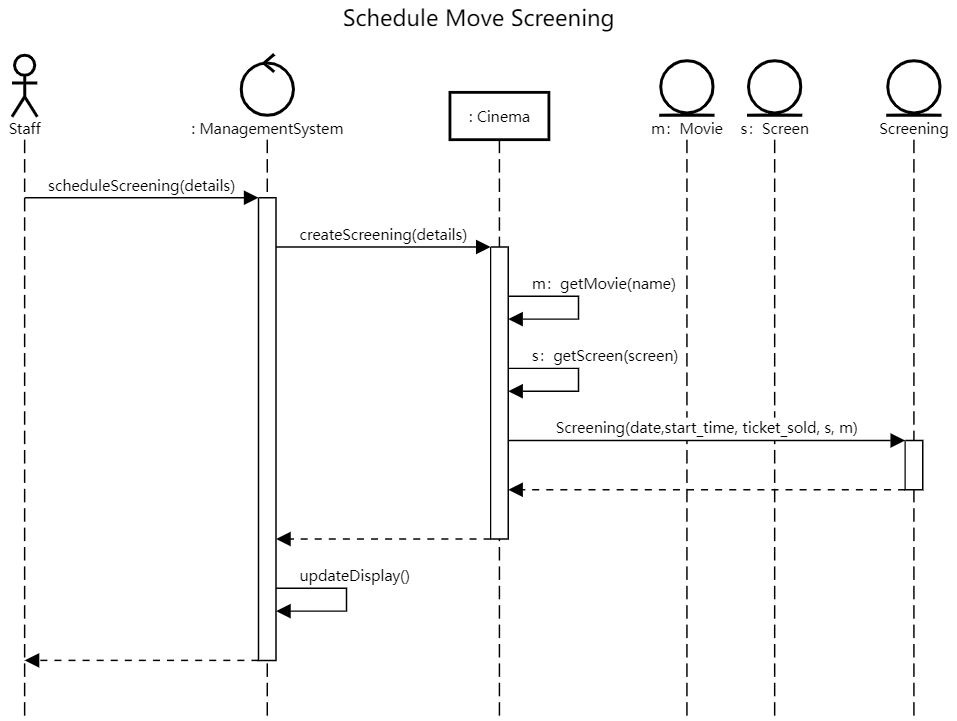 Schedule Move Screening
Staff
: ManagementSystem
: Cinema
m: Movie
s: Screen
Screening
scheduleScreening(details)
createScreening(details)
m: getMovie(name)
s: getScreen(screen)
Screening(date,start_time, ticket_sold, s, m)
updateDisplay()